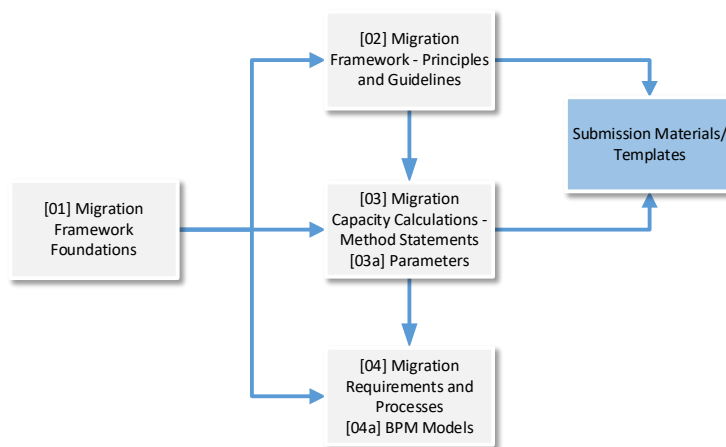 [02] Migration
Framework - Principles
and Guidelines
Submission Materials/
Templates
[01] Migration
Framework
Foundations
[03] Migration
Capacity Calculations -
Method Statements
[03a] Parameters
[04] Migration
Requirements and
Processes
[04a] BPM Models